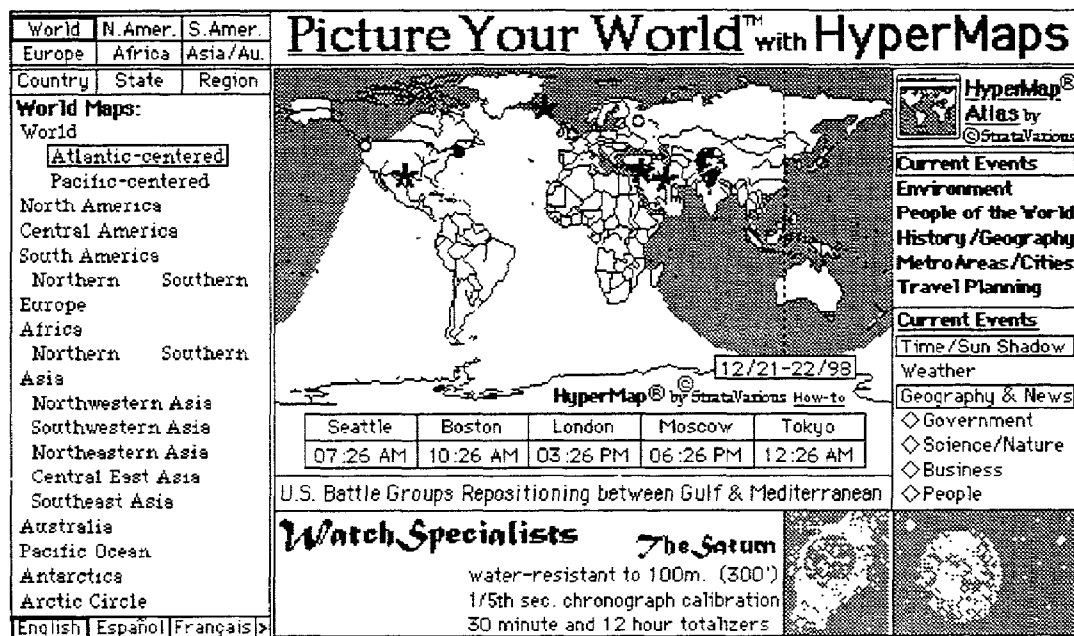 World N.Amer. S.Amer.
Europe Africa Asia/Au.
Country State Region
World Maps:
World
Atlantic-centered
Pacific-centered
North America
Central America
South America
Northern Southern
Europe
Africa
Northern Southern
Asia
Northwestern Asia
Southwestern Asia
Northeastern Asia
Central East Asia
Southeast Asia
Australia
Pacific Ocean
Antarctica
Arctic Circle
English Español Français >
Picture Your World™ with HyperMaps
12/21-22/98
HyperMap® by ©StrataVarious How-to
Seattle Boston London Moscow Tokyo
07:26 AM 10:26 AM 03:26 PM 06:26 PM 12:26 AM
U.S. Battle Groups Repositioning between Gulf & Mediterranean
HyperMap®
Atlas by
©StrataVarious
Current Events
Environment
People of the World
History/Geography
Metro Areas/Cities
Travel Planning
Current Events
Time/Sun Shadow
Weather
Geography & News
◇Government
◇Science/Nature
◇Business
◇People
Watch Specialists
The Saturn
water-resistant to 100m. (300')
1/5th sec. chronograph calibration
30 minute and 12 hour totalizers